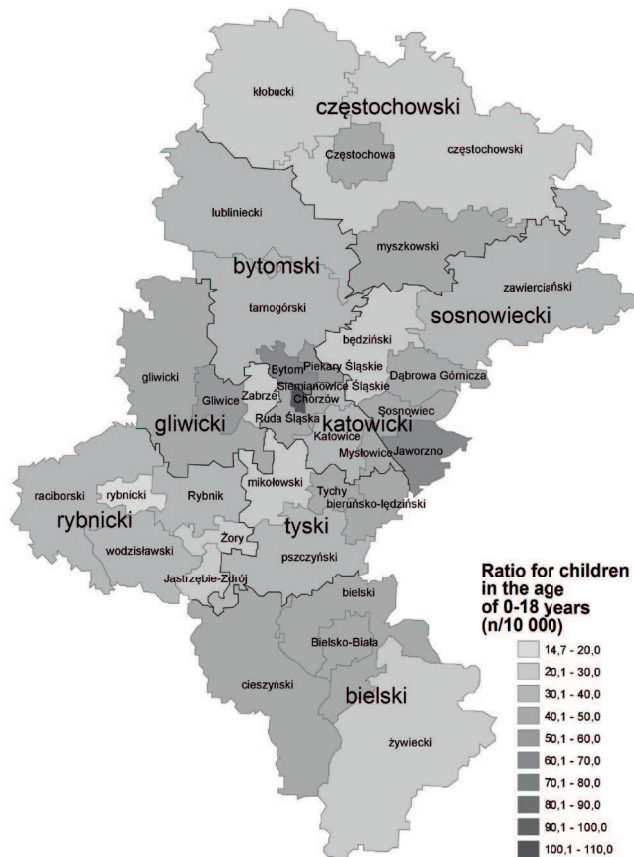 kłobucki
częstochowski
Częstochowa
częstochowski
lubliniecki
myszkowski
bytomski
zawierciański
sosnowiecki
tarnogórski
będziński
gliwicki
Bytom
Piekary Śląskie
Dąbrowa Górnicza
Siemianowice Śląskie
Gliwice
Zabrze
Chorzów
Sosnowiec
gliwicki
Ruda Śląska
katowicki
Katowice
Mysłowice
Jaworzno
raciborski
rybnicki
Rybnik
mikołowski
Tychy
bieruńsko-lędziński
rybnicki
tyski
Żory
wodzisławski
pszczyński
Jastrzębie-Zdrój
bielski
Bielsko-Biała
cieszyński
bielski
żywiecki
Ratio for children
in the age
of 0-18 years
(n/10 000)
14,7 - 20,0
20,1 - 30,0
30,1 - 40,0
40,1 - 50,0
50,1 - 60,0
60,1 - 70,0
70,1 - 80,0
80,1 - 90,0
90,1 - 100,0
100,1 - 110,0